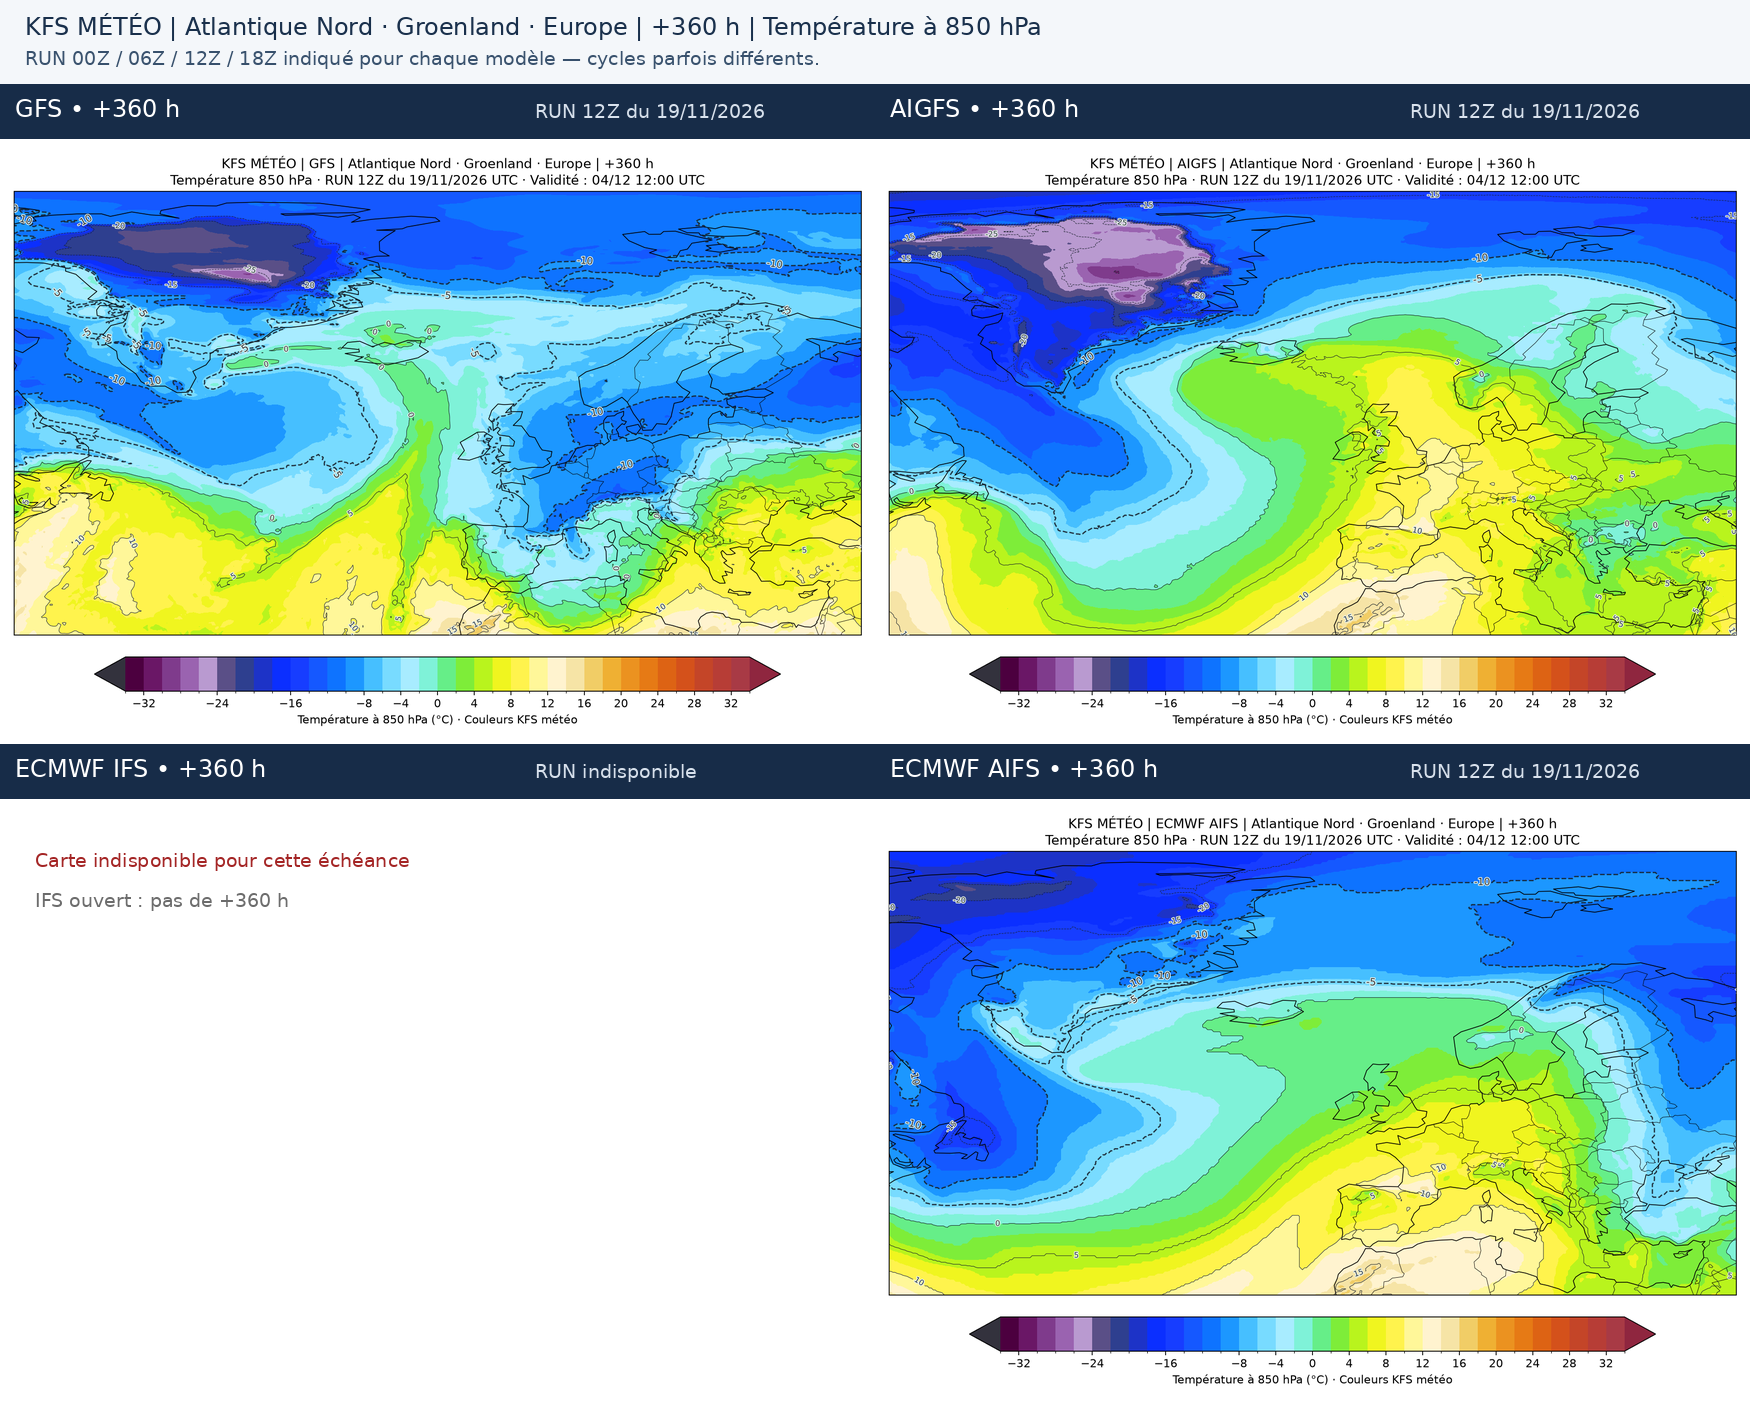 KFS MÉTÉO | Atlantique Nord · Groenland · Europe | +360 h | Température à 850 hPa
RUN 00Z / 06Z / 12Z / 18Z indiqué pour chaque modèle — cycles parfois différents.
GFS • +360 h
RUN 12Z du 19/11/2026
KFS MÉTÉO | GFS | Atlantique Nord · Groenland · Europe | +360 h
Température 850 hPa · RUN 12Z du 19/11/2026 UTC · Validité : 04/12 12:00 UTC
−32 −24 −16 −8 −4 0 4 8 12 16 20 24 28 32
Température à 850 hPa (°C) · Couleurs KFS météo
AIGFS • +360 h
RUN 12Z du 19/11/2026
KFS MÉTÉO | AIGFS | Atlantique Nord · Groenland · Europe | +360 h
Température 850 hPa · RUN 12Z du 19/11/2026 UTC · Validité : 04/12 12:00 UTC
−32 −24 −16 −8 −4 0 4 8 12 16 20 24 28 32
Température à 850 hPa (°C) · Couleurs KFS météo
ECMWF IFS • +360 h
RUN indisponible
Carte indisponible pour cette échéance
IFS ouvert : pas de +360 h
ECMWF AIFS • +360 h
RUN 12Z du 19/11/2026
KFS MÉTÉO | ECMWF AIFS | Atlantique Nord · Groenland · Europe | +360 h
Température 850 hPa · RUN 12Z du 19/11/2026 UTC · Validité : 04/12 12:00 UTC
−32 −24 −16 −8 −4 0 4 8 12 16 20 24 28 32
Température à 850 hPa (°C) · Couleurs KFS météo